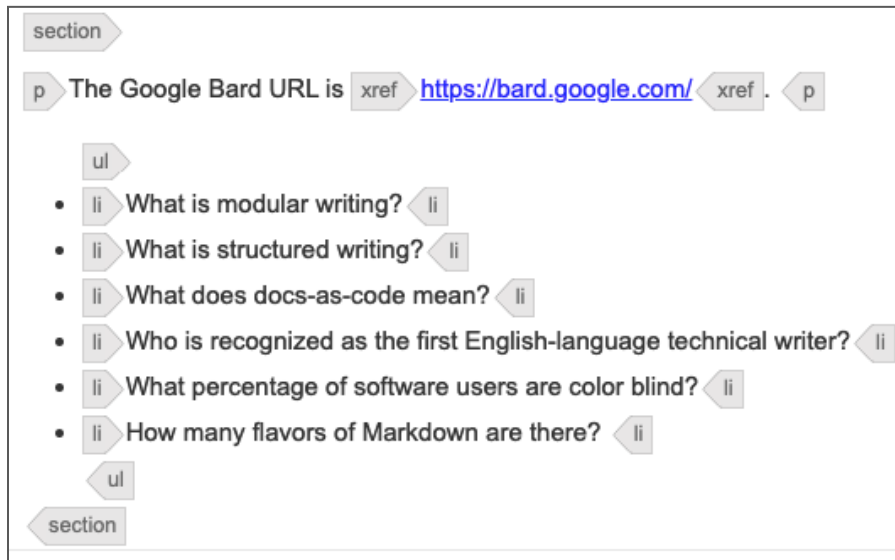 section
p The Google Bard URL is xref https://bard.google.com/ xref . p
ul
• li What is modular writing? li
• li What is structured writing? li
• li What does docs-as-code mean? li
• li Who is recognized as the first English-language technical writer? li
• li What percentage of software users are color blind? li
• li How many flavors of Markdown are there? li
ul
section